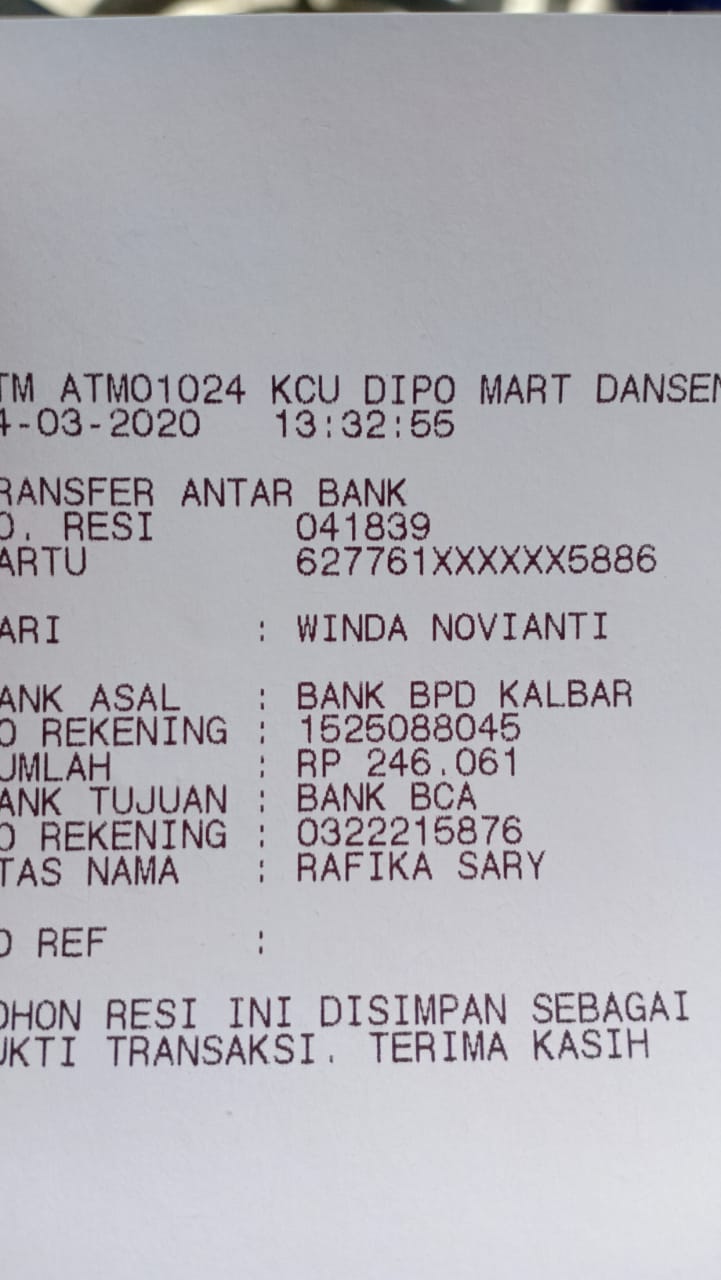 TM ATM01024 KCU DIPO MART DANSEN
4-03-2020 13:32:55
RANSFER ANTAR BANK
O. RESI 041839
ARTU 627761XXXXXX5886
ARI : WINDA NOVIANTI
ANK ASAL : BANK BPD KALBAR
O REKENING : 1525088045
UMLAH : RP 246.061
ANK TUJUAN : BANK BCA
O REKENING : 0322215876
TAS NAMA : RAFIKA SARY
O REF :
OHON RESI INI DISIMPAN SEBAGAI
UKTI TRANSAKSI. TERIMA KASIH